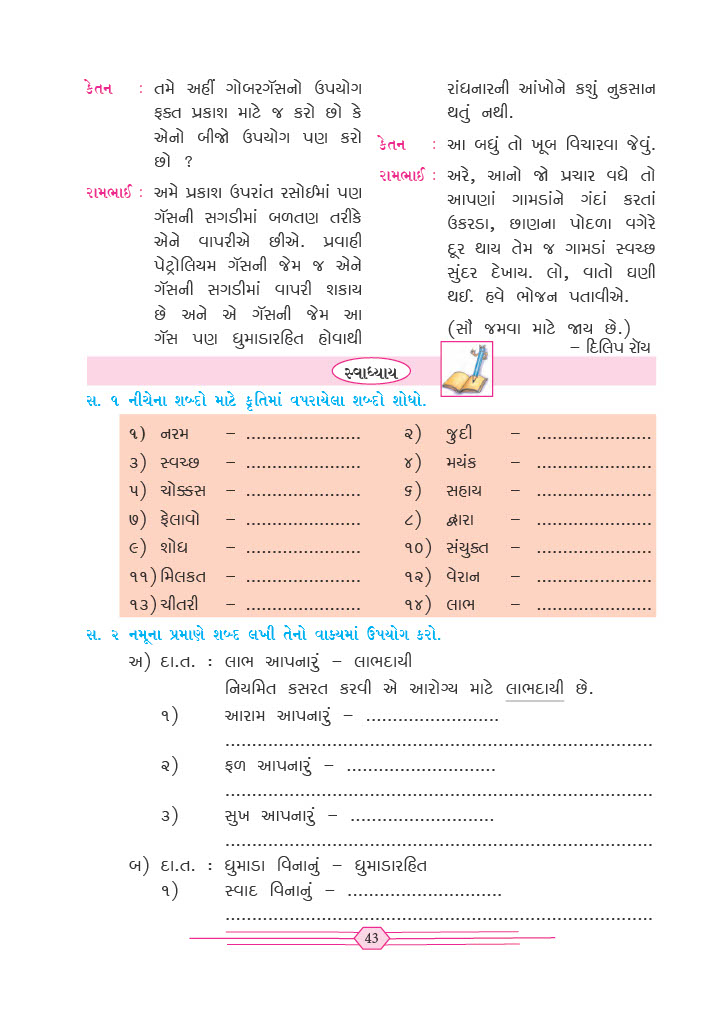 કેતન : તમે અહીં ગોબરગૅસનો ઉપયોગ
ફક્ત પ્રકાશ માટે જ કરો છો કે
એનો બીજો ઉપયોગ પણ કરો
છો ?
રામભાઈ : અમે પ્રકાશ ઉપરાંત રસોઈમાં પણ
ગૅસની સગડીમાં બળતણ તરીકે
એને વાપરીએ છીએ. પ્રવાહી
પેટ્રોલિયમ ગૅસની જેમ જ એને
ગૅસની સગડીમાં વાપરી શકાય
છે અને એ ગૅસની જેમ આ
ગૅસ પણ ધુમાડારહિત હોવાથી
રાંધનારની આંખોને કશું નુકસાન
થતું નથી.
કેતન : આ બધું તો ખૂબ વિચારવા જેવું.
રામભાઈ : અરે, આનો જો પ્રચાર વધે તો
આપણાં ગામડાંને ગંદાં કરતાં
ઉકરડા, છાણના પોદળા વગેરે
દૂર થાય તેમ જ ગામડાં સ્વચ્છ
સુંદર દેખાય. લો, વાતો ઘણી
થઈ. હવે ભોજન પતાવીએ.
(સૌ જમવા માટે જાય છે.)
– દિલિપ રૉય
સ્વાધ્યાય
સ. ૧ નીચેના શબ્દો માટે કૃતિમાં વપરાયેલા શબ્દો શોધો.
૧) નરમ – ...................... ૨) જુદી – ......................
૩) સ્વચ્છ – ...................... ૪) મયંક – ......................
૫) ચોક્કસ – ...................... ૬) સહાય – ......................
૭) ફેલાવો – ...................... ૮) દ્વારા – ......................
૯) શોધ – ...................... ૧૦) સંયુક્ત – ......................
૧૧) મિલકત – ...................... ૧૨) વેરાન – ......................
૧૩) ચીતરી – ...................... ૧૪) લાભ – ......................
સ. ૨ નમૂના પ્રમાણે શબ્દ લખી તેનો વાક્યમાં ઉપયોગ કરો.
અ) દા.ત. : લાભ આપનારું – લાભદાયી
નિયમિત કસરત કરવી એ આરોગ્ય માટે લાભદાયી છે.
૧) આરામ આપનારું – .........................
................................................................................
૨) ફળ આપનારું – ............................
................................................................................
૩) સુખ આપનારું – ...........................
................................................................................
બ) દા.ત. : ધુમાડા વિનાનું – ધુમાડારહિત
૧) સ્વાદ વિનાનું – .............................
................................................................................
43